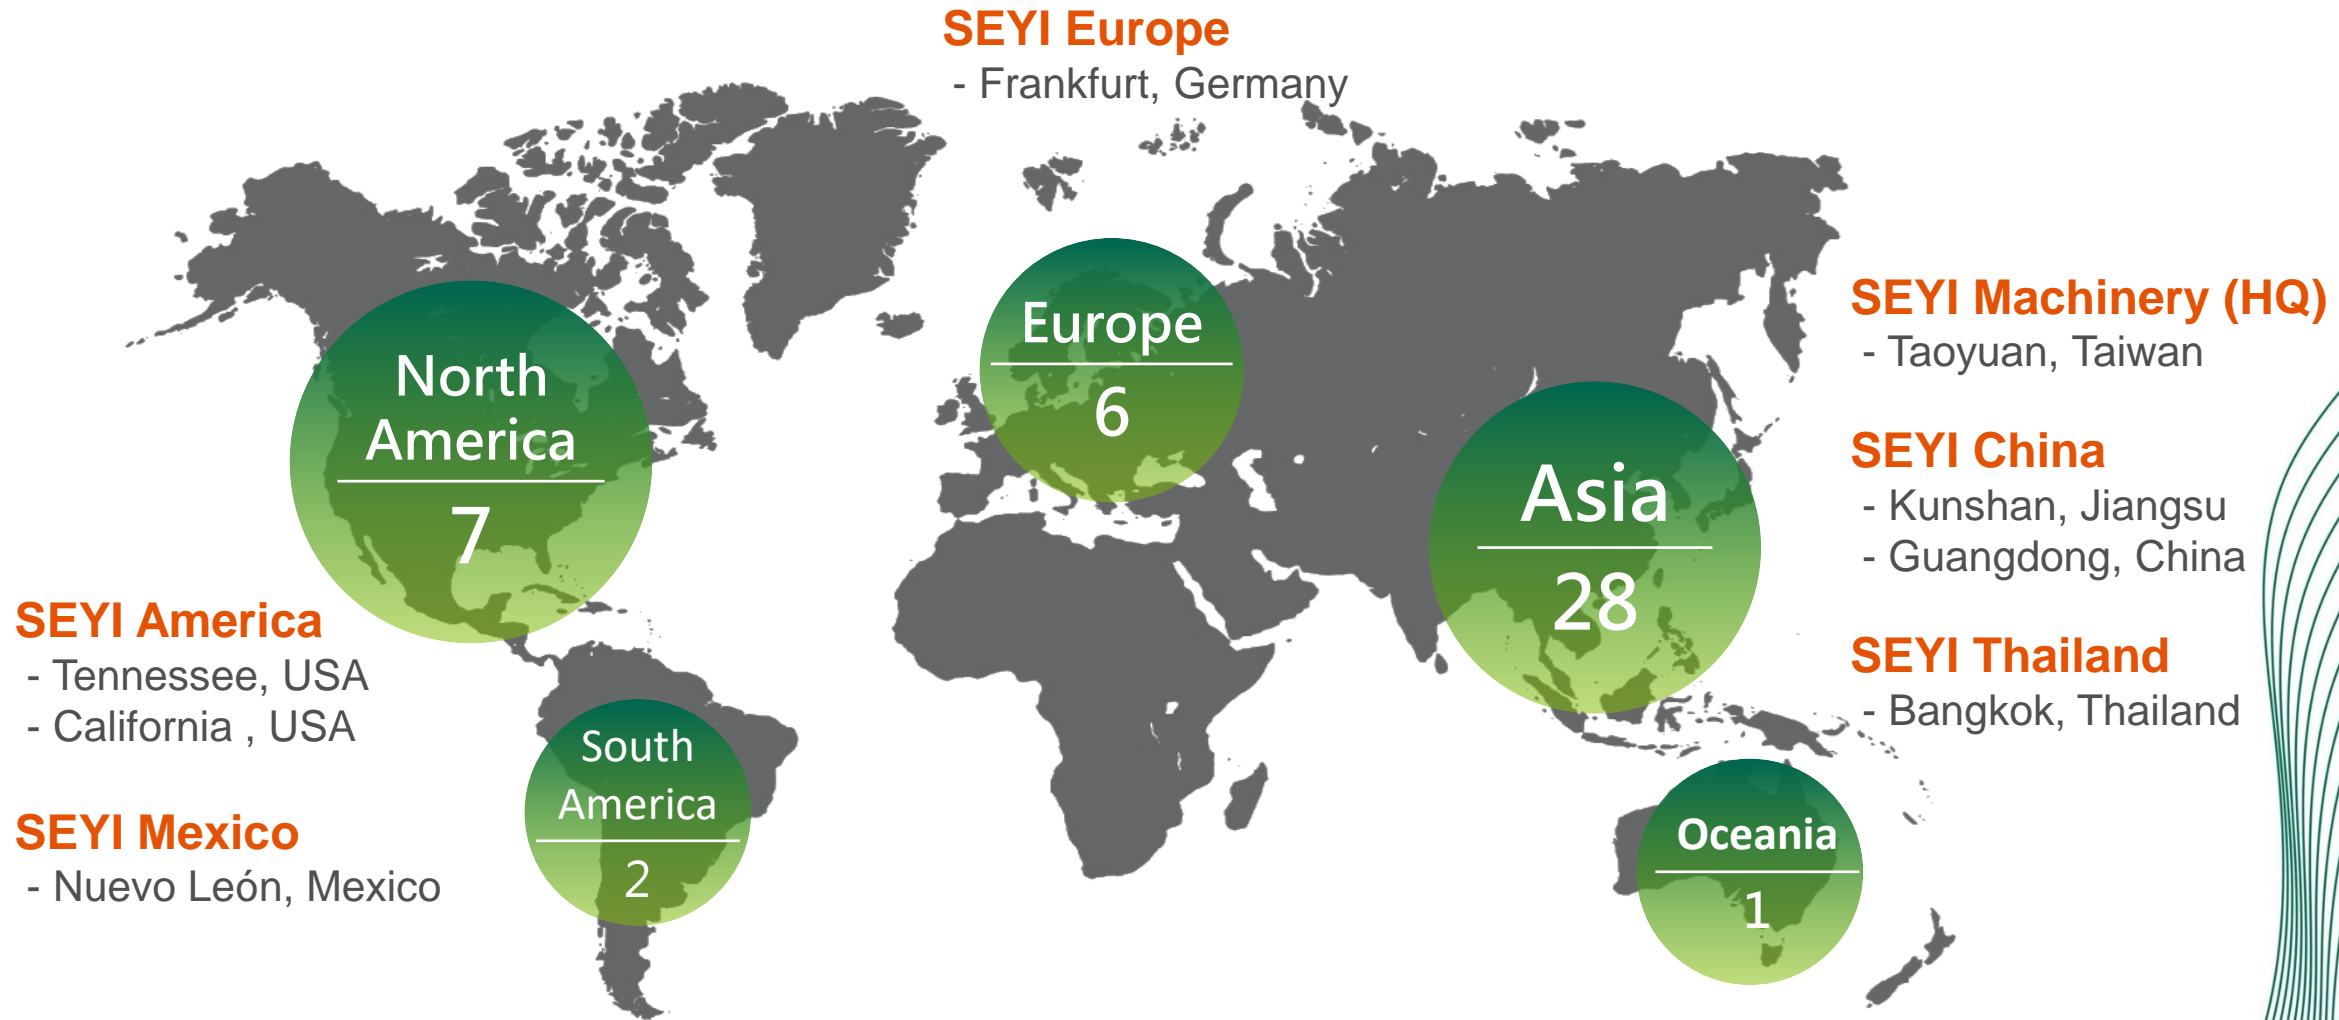 SEYI Europe
- Frankfurt, Germany
North
America
7
Europe
6
Asia
28
South
America
2
Oceania
1
SEYI America
- Tennessee, USA
- California , USA
SEYI Mexico
- Nuevo León, Mexico
SEYI Machinery (HQ)
- Taoyuan, Taiwan
SEYI China
- Kunshan, Jiangsu
- Guangdong, China
SEYI Thailand
- Bangkok, Thailand